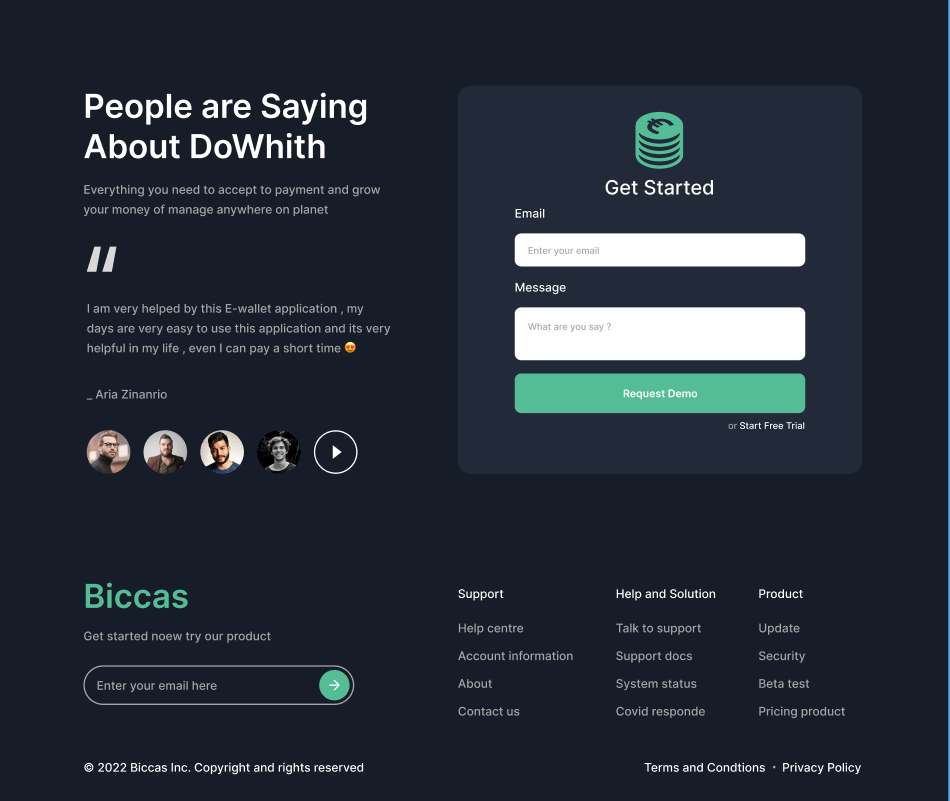 People are Saying
About DoWhith
Everything you need to accept to payment and grow
your money of manage anywhere on planet
"
I am very helped by this E-wallet application , my
days are very easy to use this application and its very
helpful in my life , even I can pay a short time 😍
_ Aria Zinanrio
€
Get Started
Email
Enter your email
Message
What are you say ?
Request Demo
or Start Free Trial
Biccas
Get started noew try our product
Enter your email here
Support
Help centre
Account information
About
Contact us
Help and Solution
Talk to support
Support docs
System status
Covid responde
Product
Update
Security
Beta test
Pricing product
© 2022 Biccas Inc. Copyright and rights reserved
Terms and Condtions • Privacy Policy